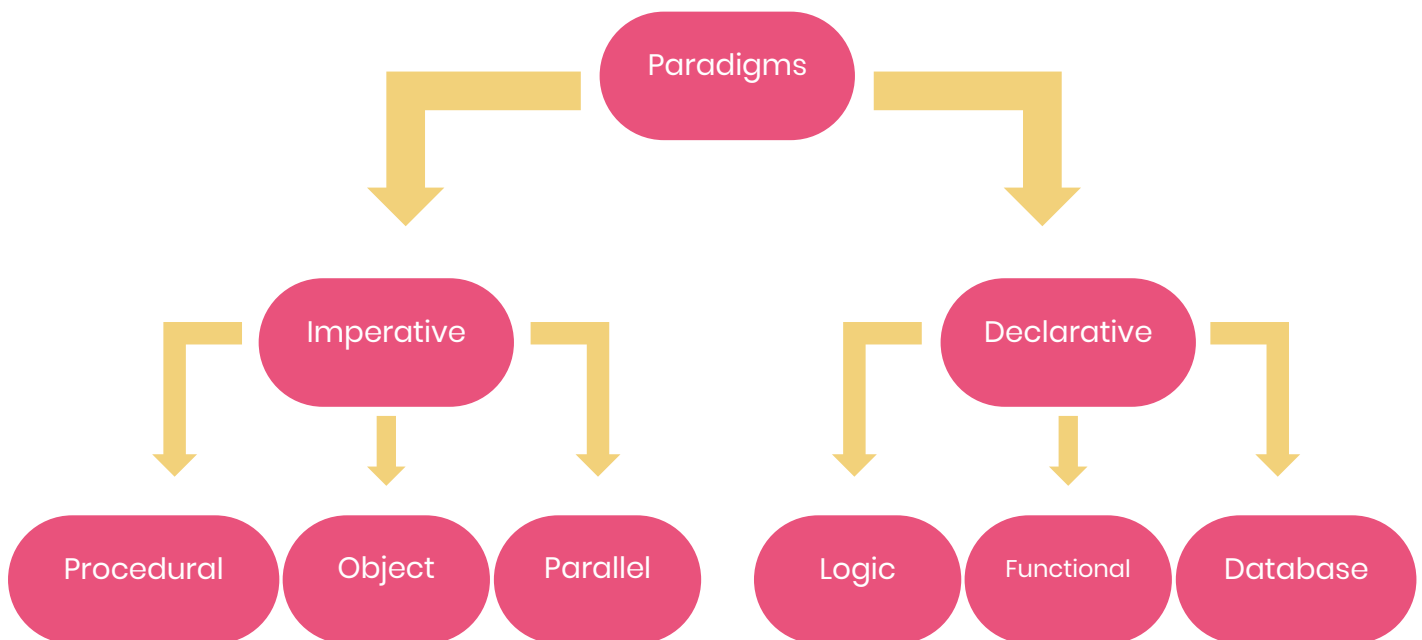 Paradigms
Imperative
Declarative
Procedural
Object
Parallel
Logic
Functional
Database